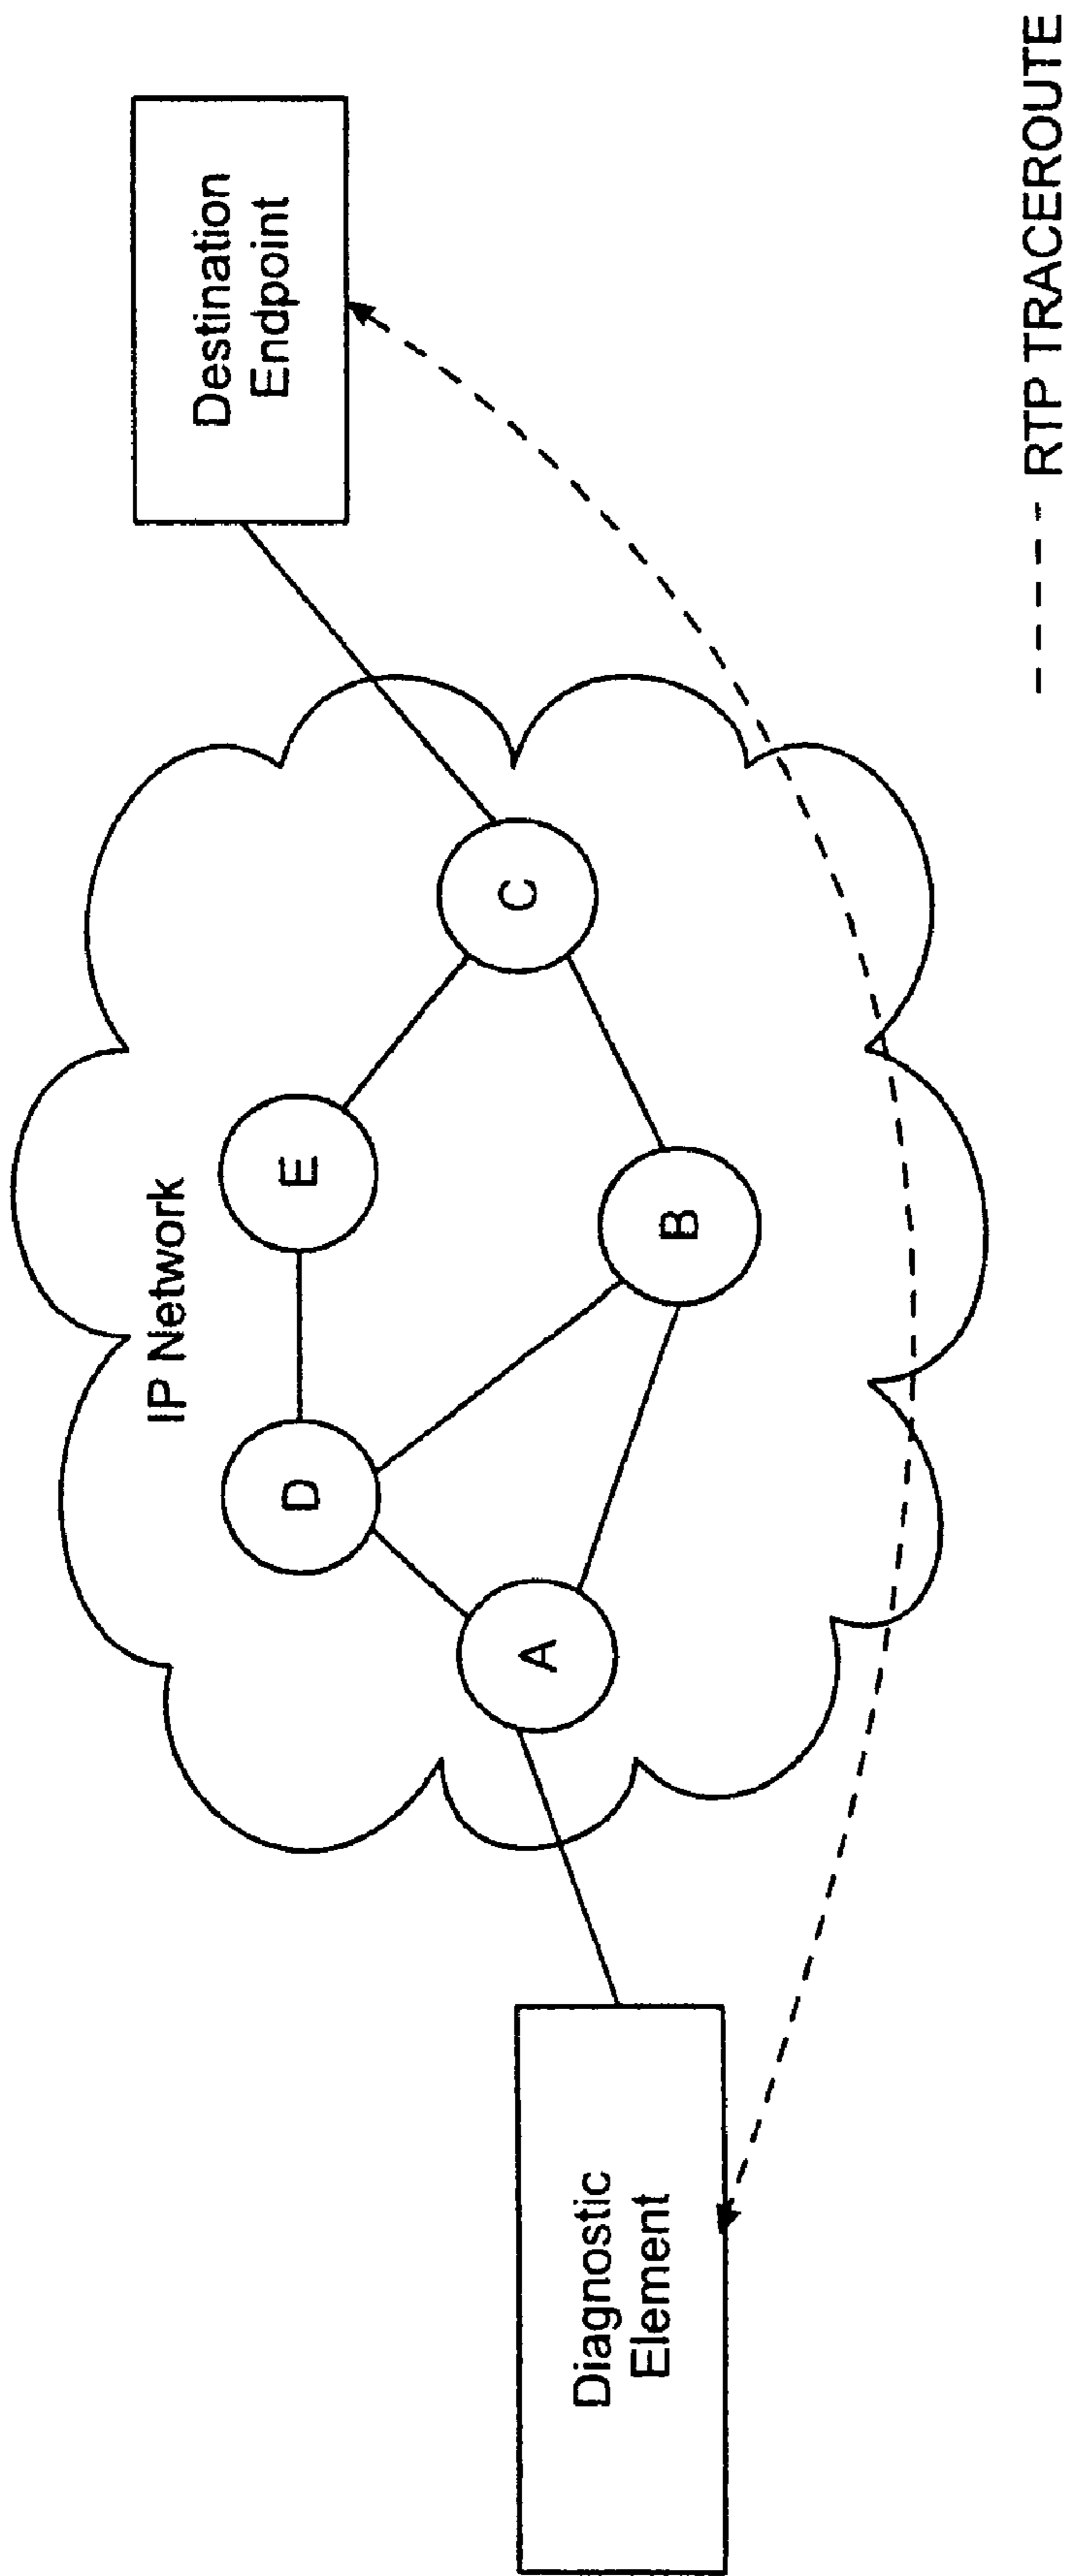 IP Network
Diagnostic
Element
A
D
B
E
C
Destination
Endpoint
RTP TRACEROUTE